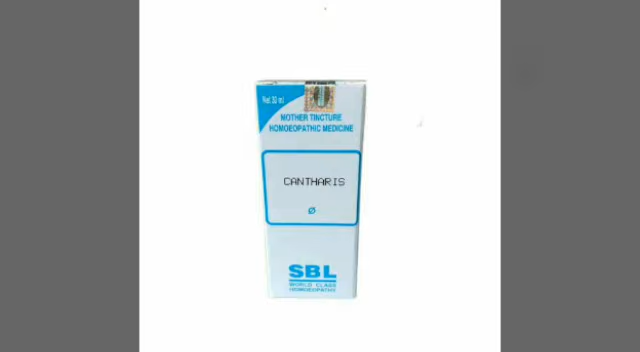 Net 30 ml
MOTHER TINCTURE
HOMOEOPATHIC MEDICINE
CANTHARIS
Ø
SBL
WORLD CLASS
HOMOEOPATHY